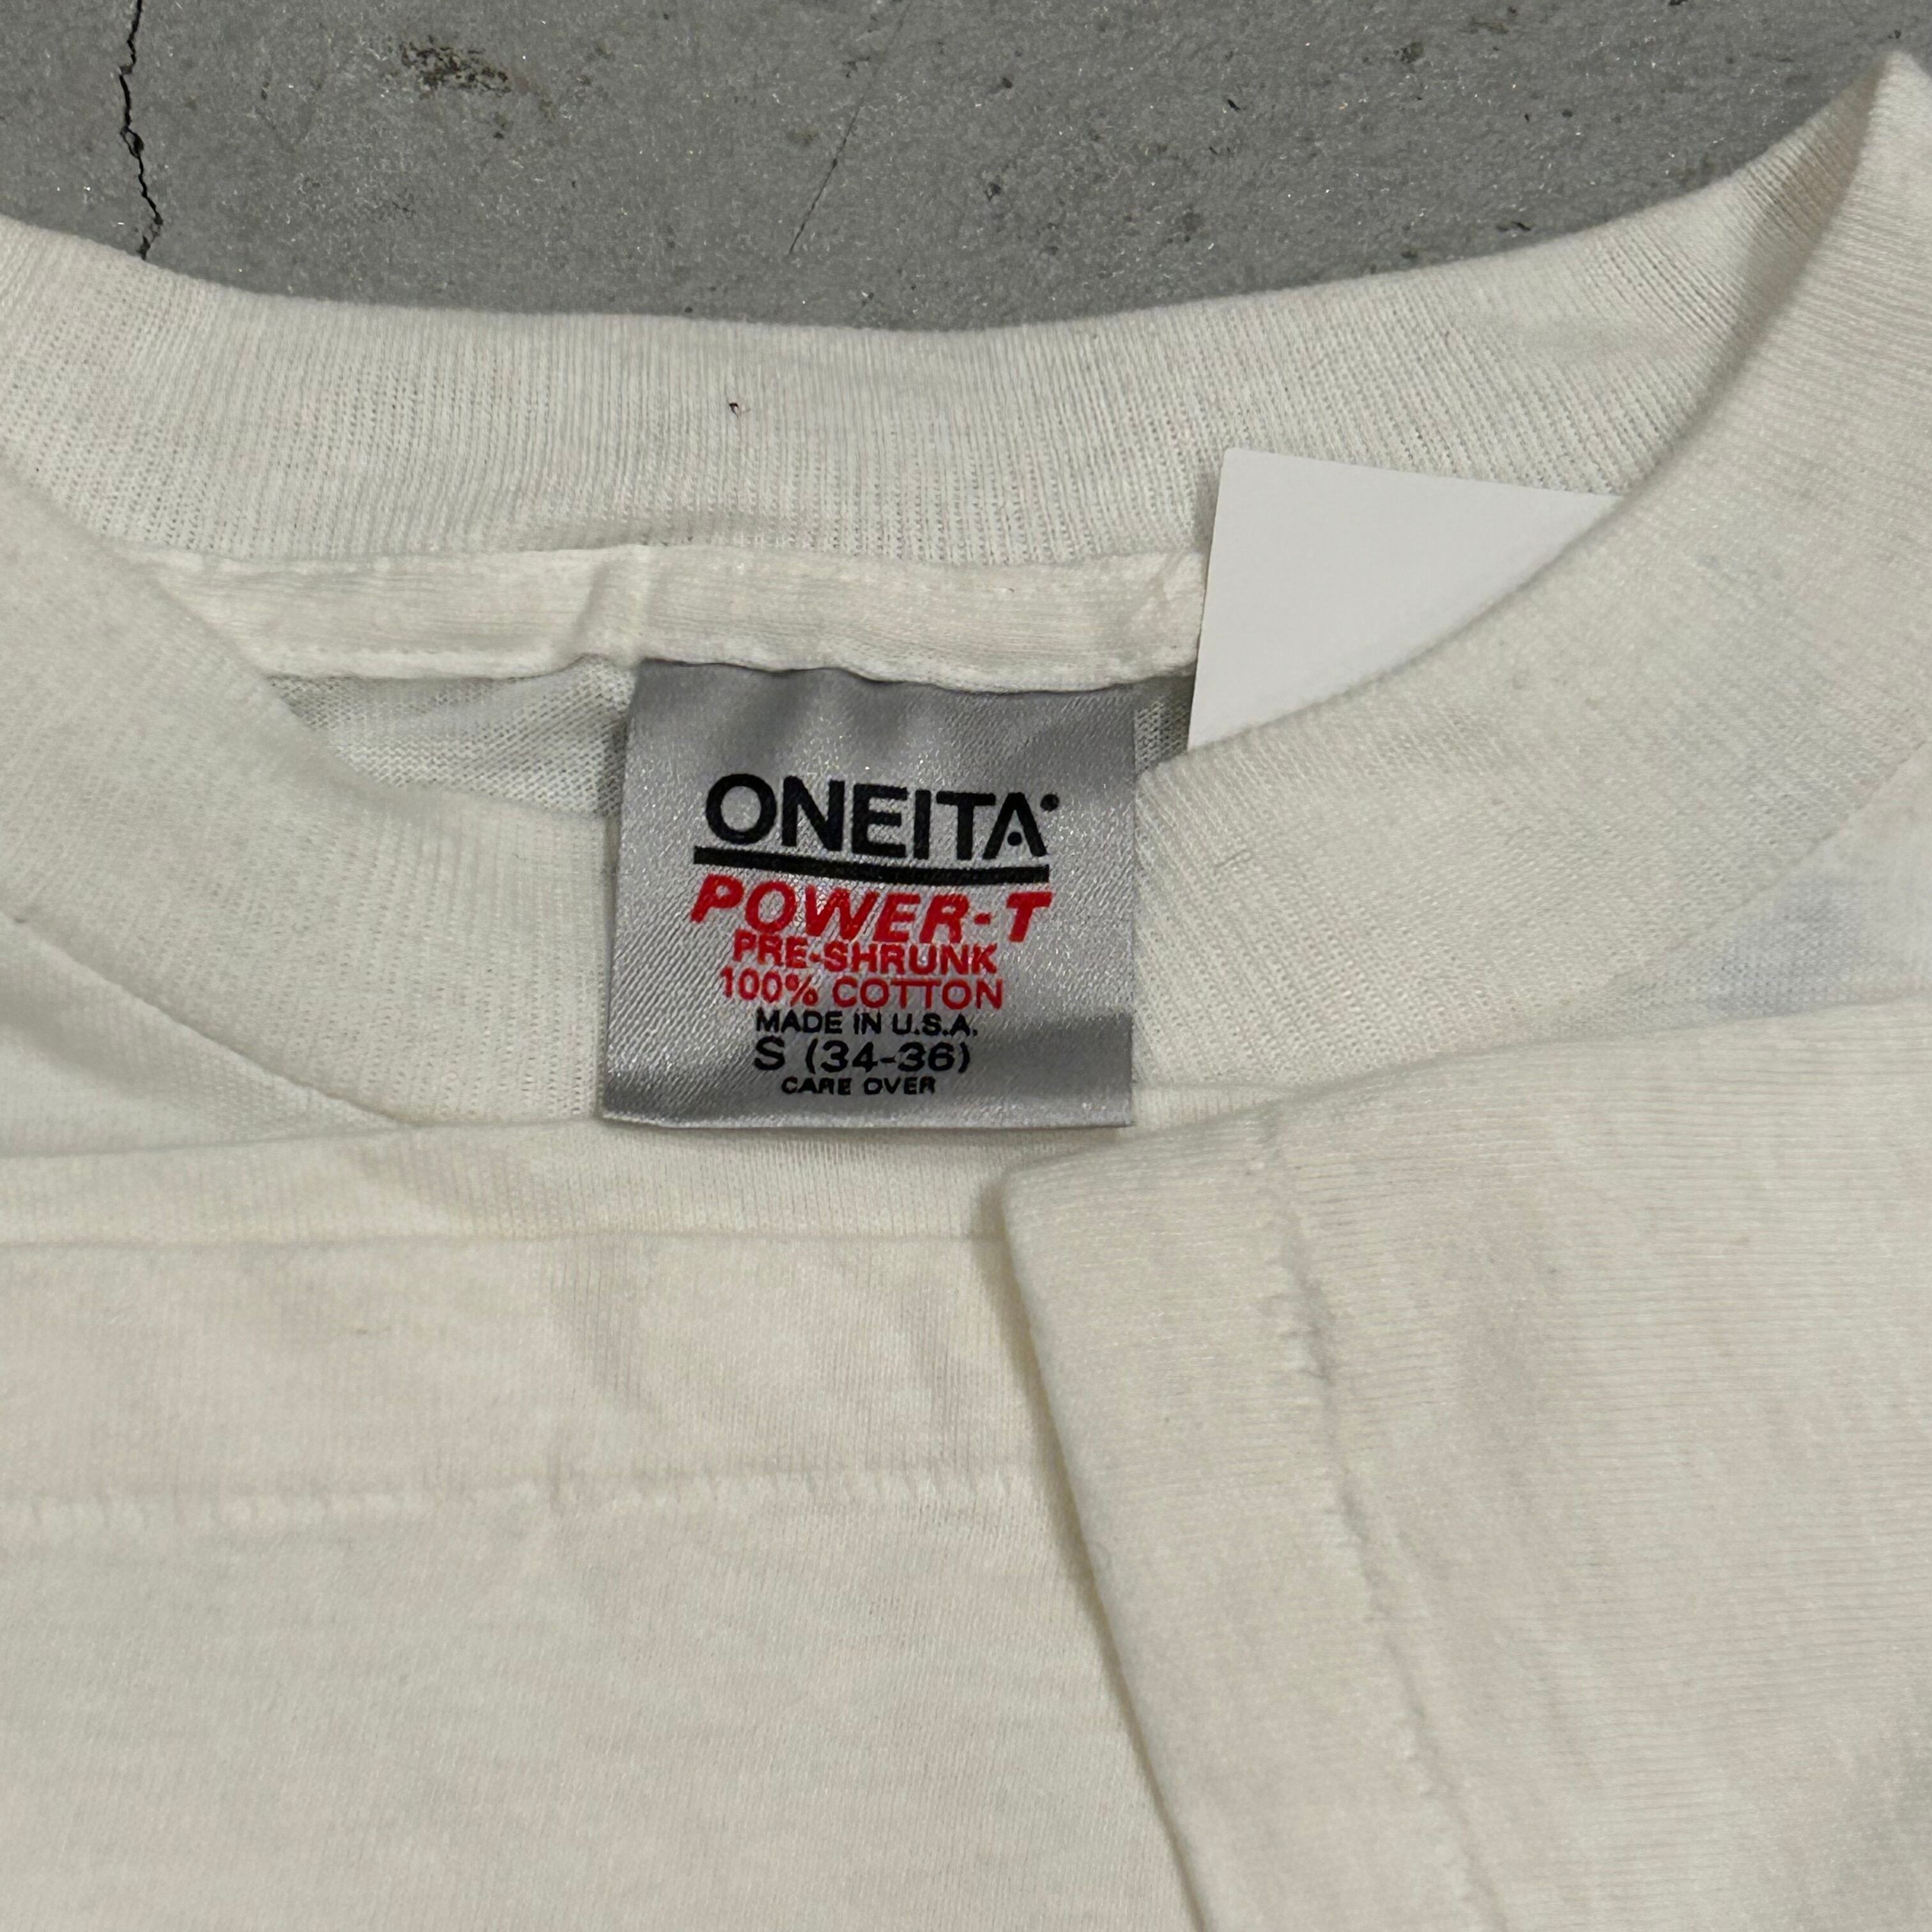 ONEITA
POWER-T
PRE-SHRUNK
100% COTTON
MADE IN U.S.A.
S (34-36)
CARE OVER